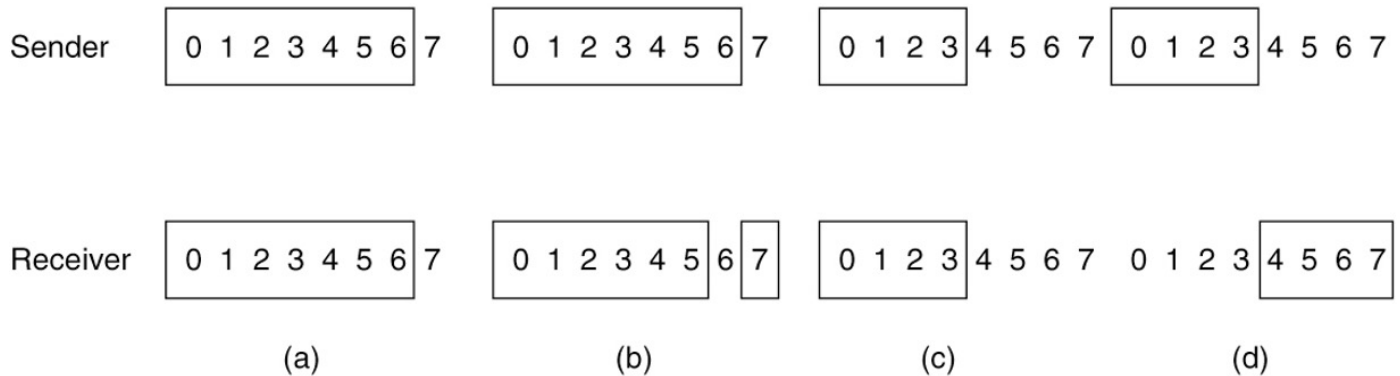 Sender 0 1 2 3 4 5 6 7 0 1 2 3 4 5 6 7 0 1 2 3 4 5 6 7 0 1 2 3 4 5 6 7
Receiver 0 1 2 3 4 5 6 7 0 1 2 3 4 5 6 7 0 1 2 3 4 5 6 7 0 1 2 3 4 5 6 7
(a) (b) (c) (d)